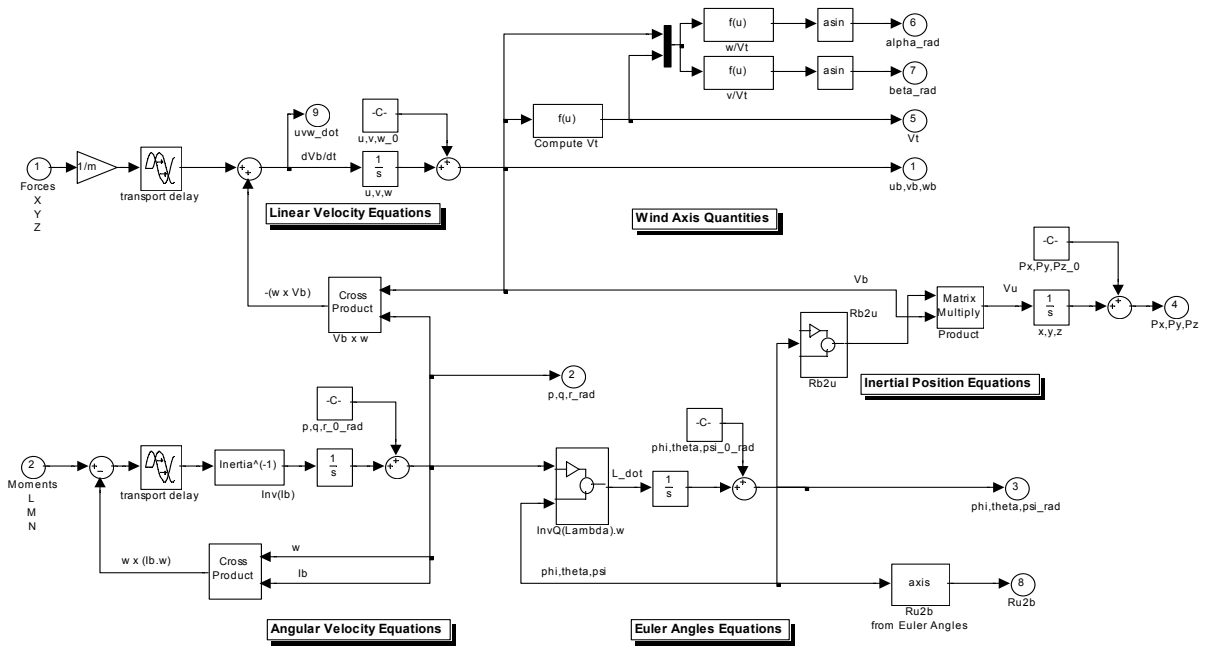 f(u)
w/Vt
asin
6
alpha_rad
f(u)
v/Vt
asin
7
beta_rad
9
uvw_dot
-C-
u,v,w_0
f(u)
Compute Vt
5
Vt
1
Forces
X
Y
Z
1/m
transport delay
dVb/dt
1
s
u,v,w
1
ub,vb,wb
Linear Velocity Equations
Wind Axis Quantities
-C-
Px,Py,Pz_0
-(w x Vb)
Cross
Product
Vb x w
Vb
Rb2u
Rb2u
Matrix
Multiply
Product
Vu
1
s
x,y,z
4
Px,Py,Pz
Inertial Position Equations
2
p,q,r_rad
-C-
p,q,r_0_rad
-C-
phi,theta,psi_0_rad
2
Moments
L
M
N
transport delay
Inertia^(-1)
Inv(Ib)
1
s
InvQ(Lambda).w
L_dot
1
s
3
phi,theta,psi_rad
w x (Ib.w)
Cross
Product
w
Ib
phi,theta,psi
axis
Ru2b
from Euler Angles
8
Ru2b
Angular Velocity Equations
Euler Angles Equations